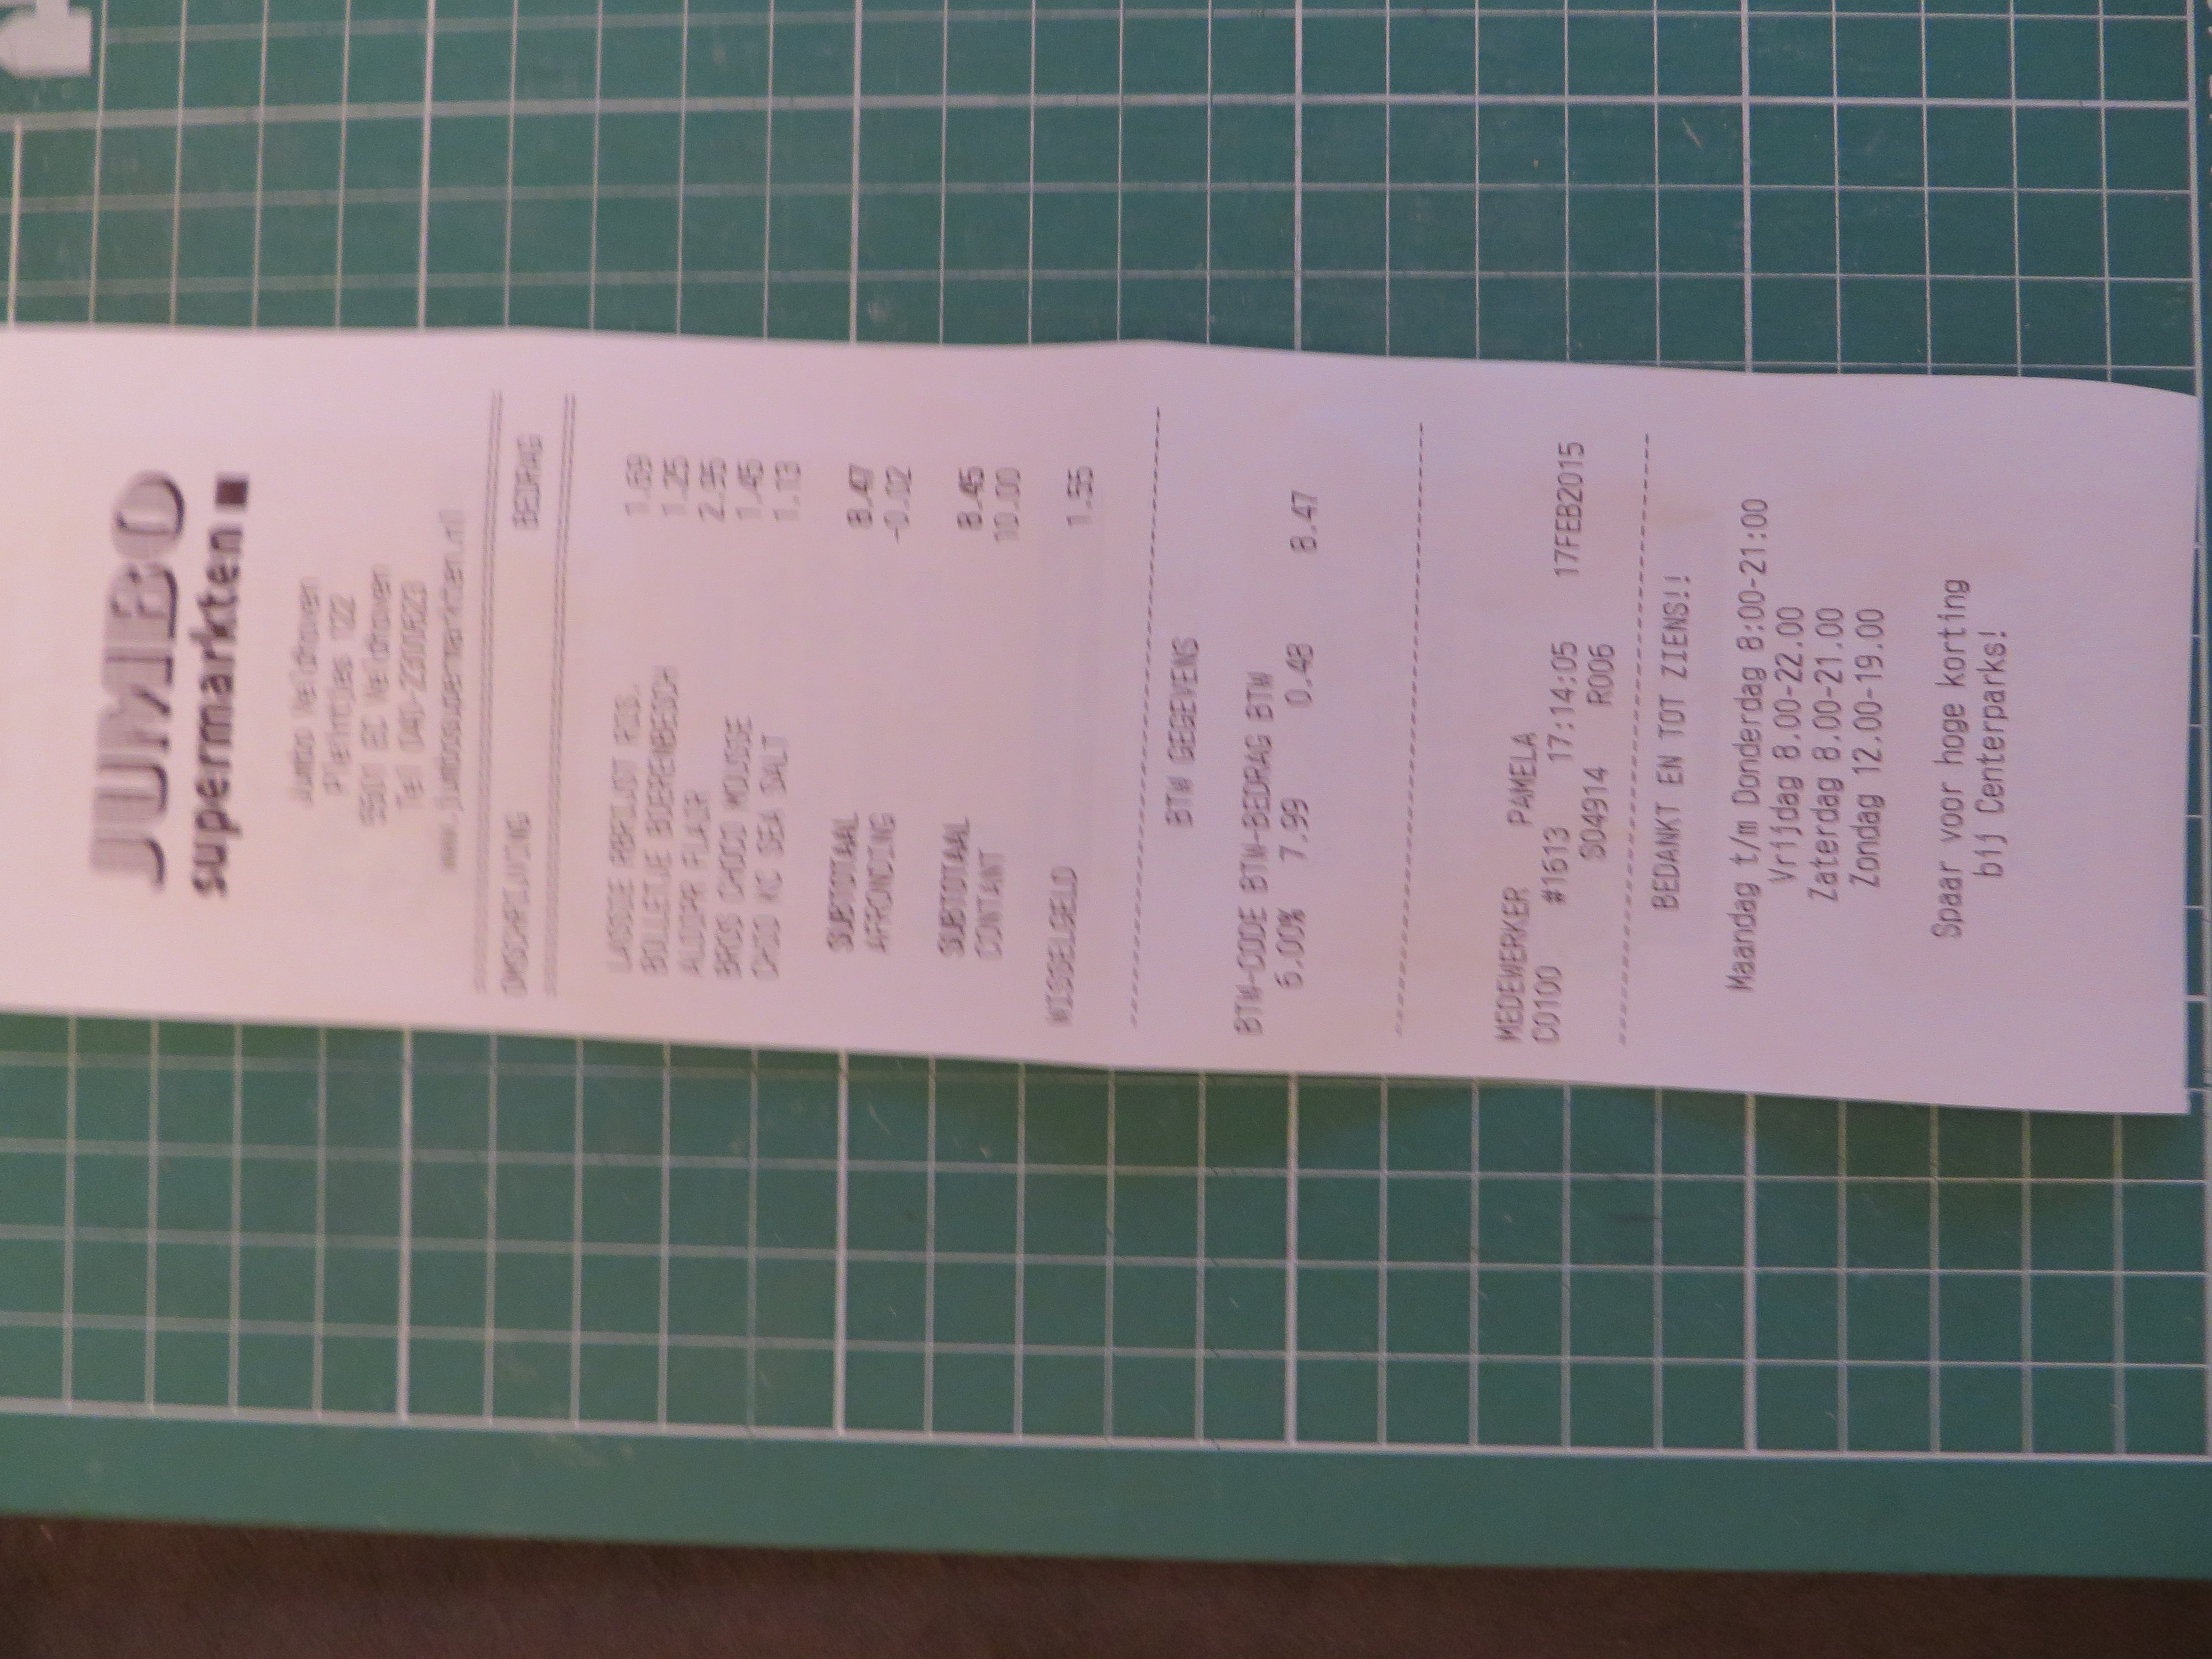 JUMBO
supermarkten
Jumbo Veldhoven
Plein 122
5501 EC Veldhoven
Tel 040-2300623
www.jumbosupermarkten.nl
OMSCHRIJVING BEDRAG
LASSIE RBRIJST ROS. 1.69
BOLLETJE BOERENBESCH 1.25
ALDIPR FLAIR 2.95
BROS CHOCO MOUSSE 1.45
CHIO KC SEA SALT 1.13
SUBTOTAAL 8.47
AFRONDING -0.02
SUBTOTAAL 8.45
CONTANT 10.00
WISSELGELD 1.55
BTW GEGEVENS
BTW-CODE BTW-BEDRAG BTW
6.00% 7.99 0.48 8.47
MEDEWERKER PAMELA
C0100 #1613 17:14:05 17FEB2015
S04914 R006
BEDANKT EN TOT ZIENS!!
Maandag t/m Donderdag 8:00-21:00
Vrijdag 8.00-22.00
Zaterdag 8.00-21.00
Zondag 12.00-19.00
Spaar voor hoge korting
bij Centerparks!